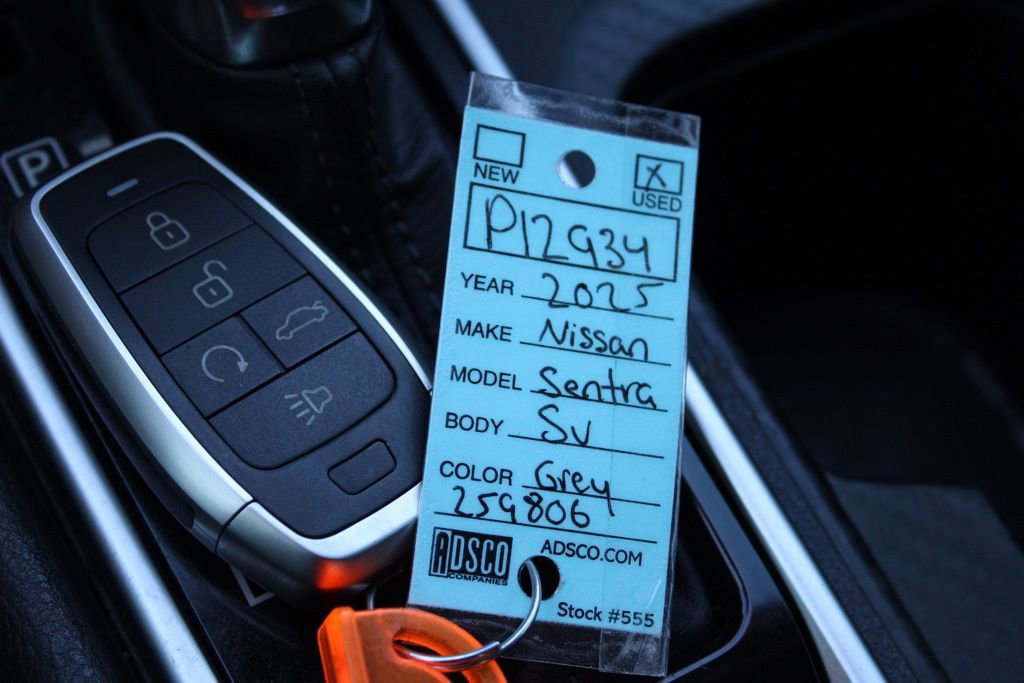 P
NEW
X
USED
P12934
YEAR 2025
MAKE Nissan
MODEL Sentra
BODY SV
COLOR Grey
259806
ADSCO COMPANIES
ADSCO.COM
Stock #555